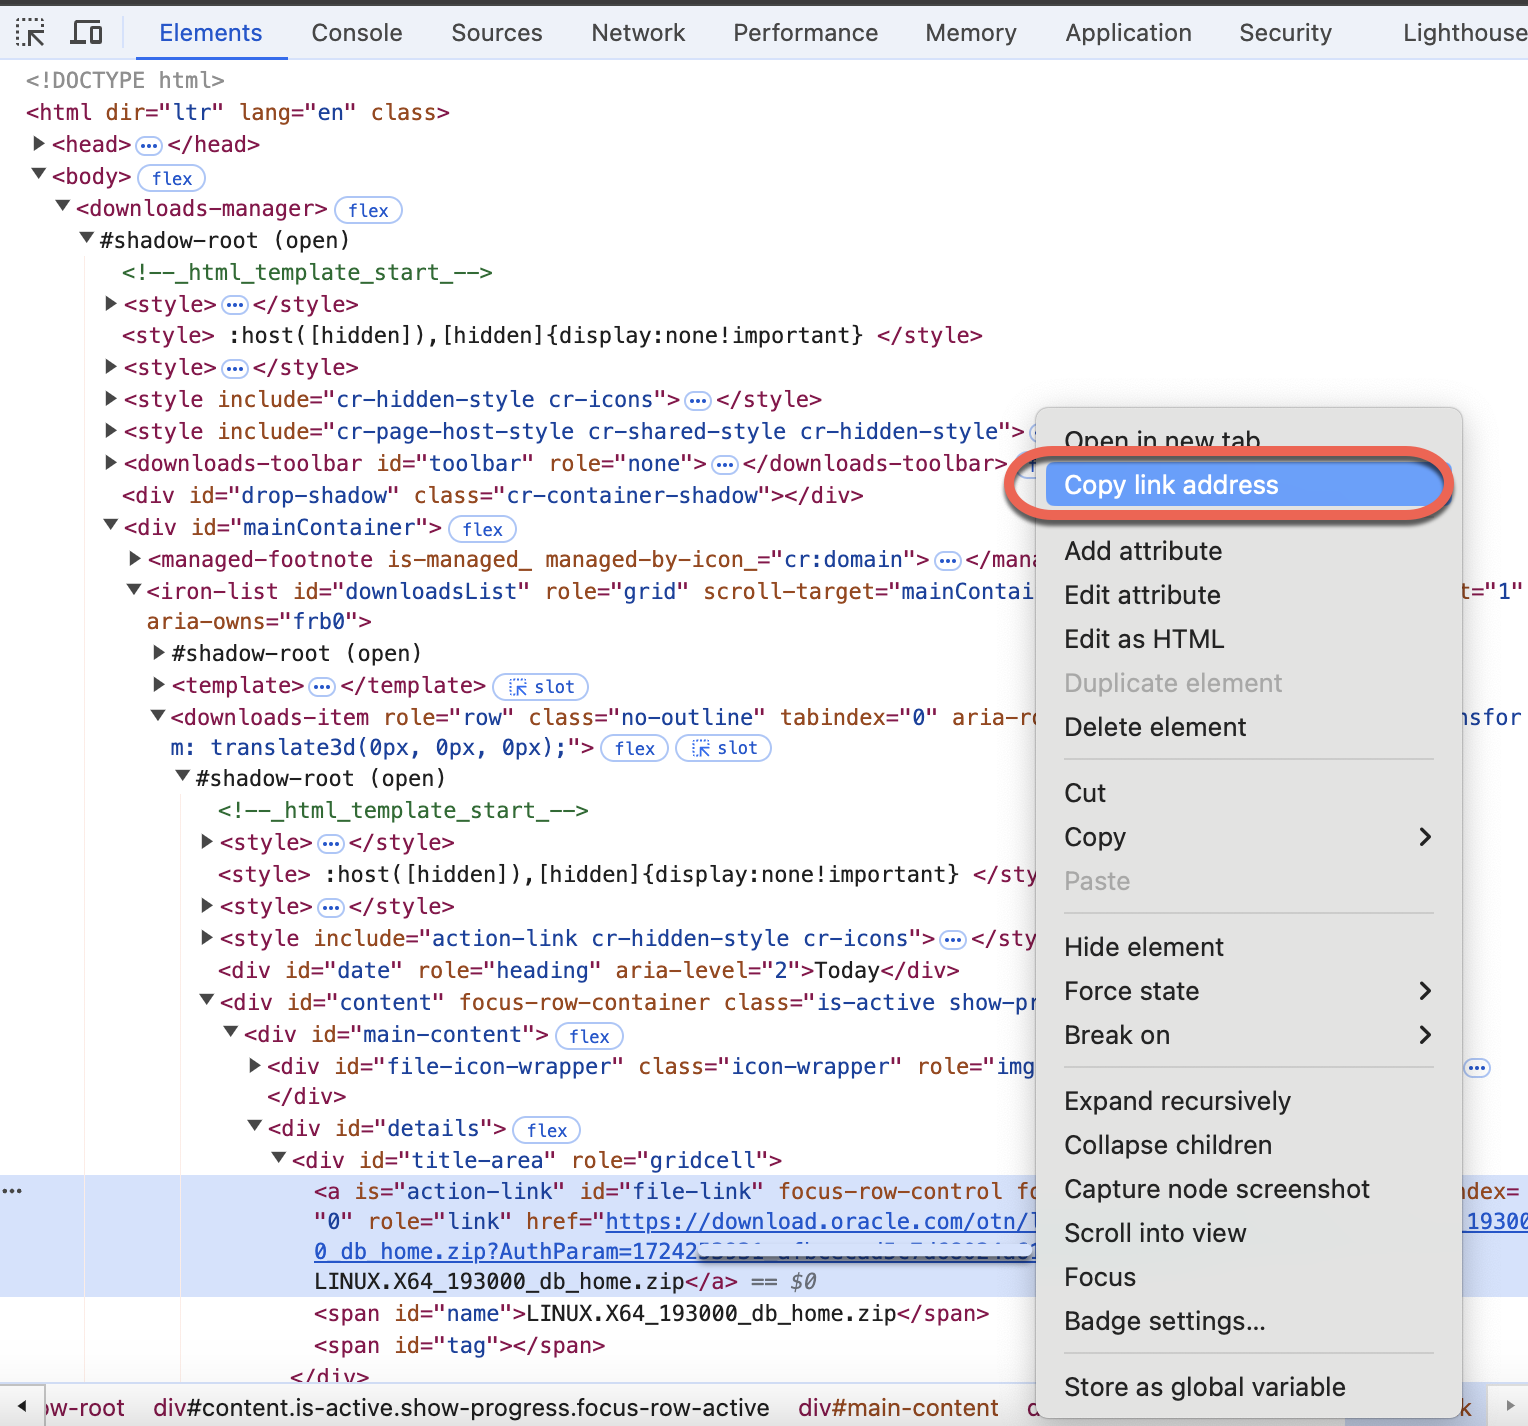 Elements Console Sources Network Performance Memory Application Security Lighthouse
<!DOCTYPE html>
<html dir="ltr" lang="en" class>
<head> ••• </head>
<body> flex
<downloads-manager> flex
#shadow-root (open)
<!--_html_template_start_-->
<style> ••• </style>
<style> :host([hidden]),[hidden]{display:none!important} </style>
<style> ••• </style>
<style include="cr-hidden-style cr-icons"> ••• </style>
<style include="cr-page-host-style cr-shared-style cr-hidden-style">
<downloads-toolbar id="toolbar" role="none"> ••• </downloads-toolbar>
<div id="drop-shadow" class="cr-container-shadow"></div>
<div id="mainContainer"> flex
<managed-footnote is-managed_ managed-by-icon_="cr:domain"> ••• </mana
<iron-list id="downloadsList" role="grid" scroll-target="mainContai t="1"
aria-owns="frb0">
#shadow-root (open)
<template> ••• </template> slot
<downloads-item role="row" class="no-outline" tabindex="0" aria-ro nsfor
m: translate3d(0px, 0px, 0px);"> flex slot
#shadow-root (open)
<!--_html_template_start_-->
<style> ••• </style>
<style> :host([hidden]),[hidden]{display:none!important} </sty
<style> ••• </style>
<style include="action-link cr-hidden-style cr-icons"> ••• </sty
<div id="date" role="heading" aria-level="2">Today</div>
<div id="content" focus-row-container class="is-active show-pr
<div id="main-content"> flex
<div id="file-icon-wrapper" class="icon-wrapper" role="img •••
</div>
<div id="details"> flex
<div id="title-area" role="gridcell">
••• <a is="action-link" id="file-link" focus-row-control fo ndex=
"0" role="link" href="https://download.oracle.com/otn/l _19300
0_db_home.zip?AuthParam=17242
LINUX.X64_193000_db_home.zip</a> == $0
<span id="name">LINUX.X64_193000_db_home.zip</span>
<span id="tag"></span>
</div>
ow-root div#content.is-active.show-progress.focus-row-active div#main-content d k
Open in new tab
Copy link address
Add attribute
Edit attribute
Edit as HTML
Duplicate element
Delete element
Cut
Copy
Paste
Hide element
Force state
Break on
Expand recursively
Collapse children
Capture node screenshot
Scroll into view
Focus
Badge settings...
Store as global variable